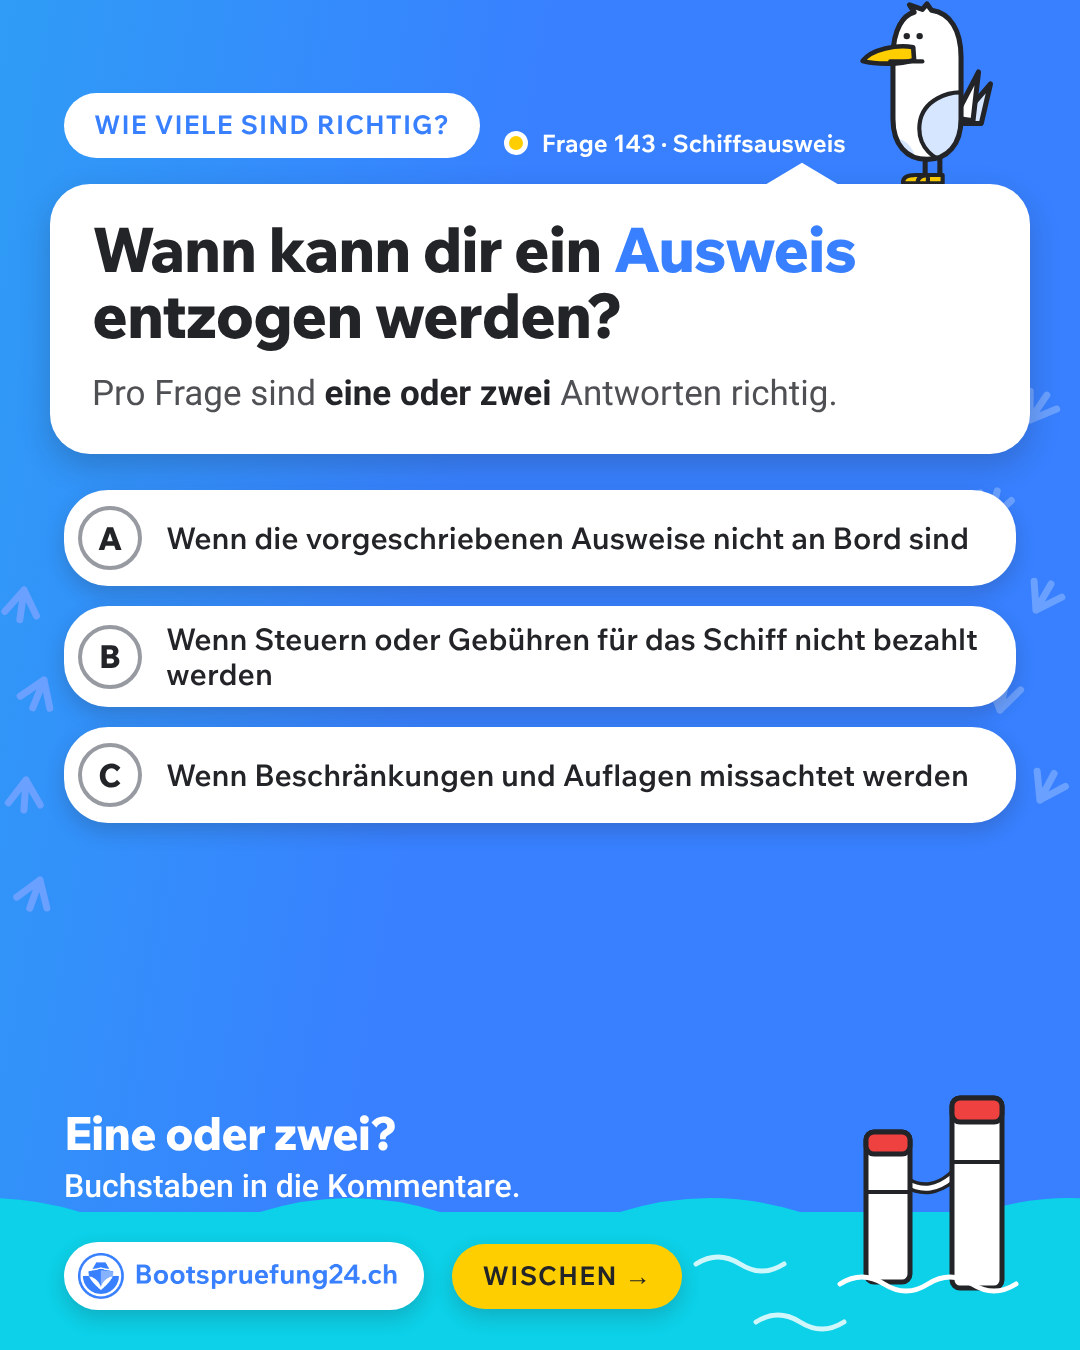 WIE VIELE SIND RICHTIG?
Frage 143 · Schiffsausweis
Wann kann dir ein Ausweis
entzogen werden?
Pro Frage sind eine oder zwei Antworten richtig.
A Wenn die vorgeschriebenen Ausweise nicht an Bord sind
B Wenn Steuern oder Gebühren für das Schiff nicht bezahlt
werden
C Wenn Beschränkungen und Auflagen missachtet werden
Eine oder zwei?
Buchstaben in die Kommentare.
Bootspruefung24.ch
WISCHEN →